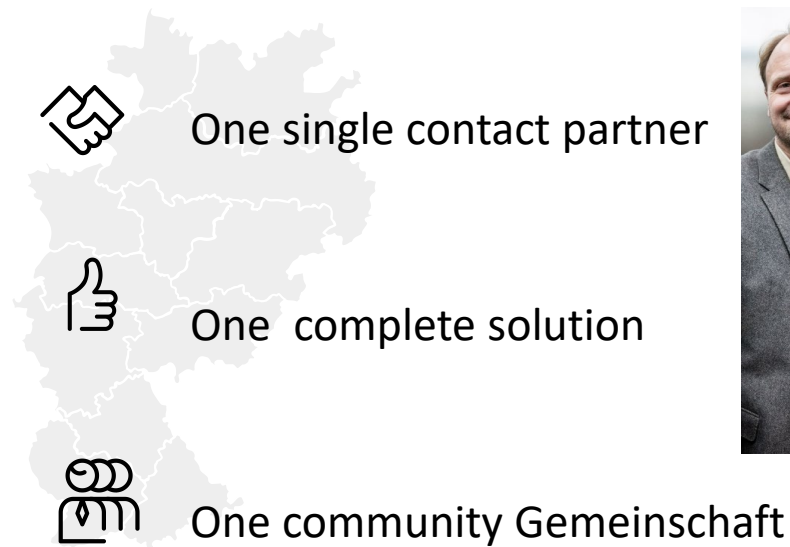 One single contact partner
One  complete solution
One community Gemeinschaft